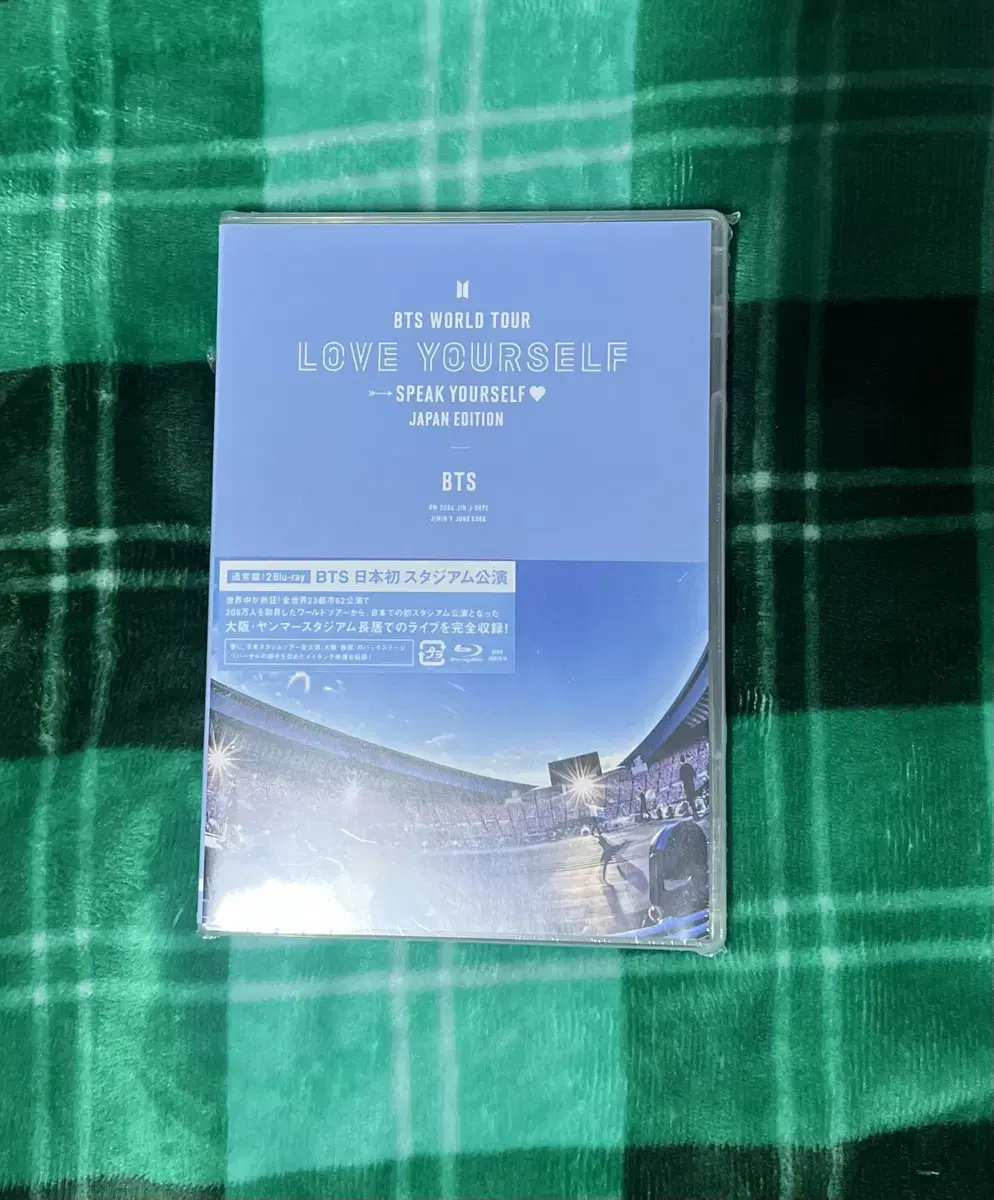 BTS WORLD TOUR
LOVE YOURSELF
SPEAK YOURSELF
JAPAN EDITION
BTS
RM SUGA JIN J-HOPE
JIMIN V JUNG KOOK
通常盤 2Blu-ray BTS 日本初 スタジアム公演
世界中が熱狂!全世界23都市62公演で
206万人を動員したワールドツアーから、日本での初スタジアム公演となった
大阪・ヤンマースタジアム長居でのライブを完全収録!
プラ Blu-ray Disc